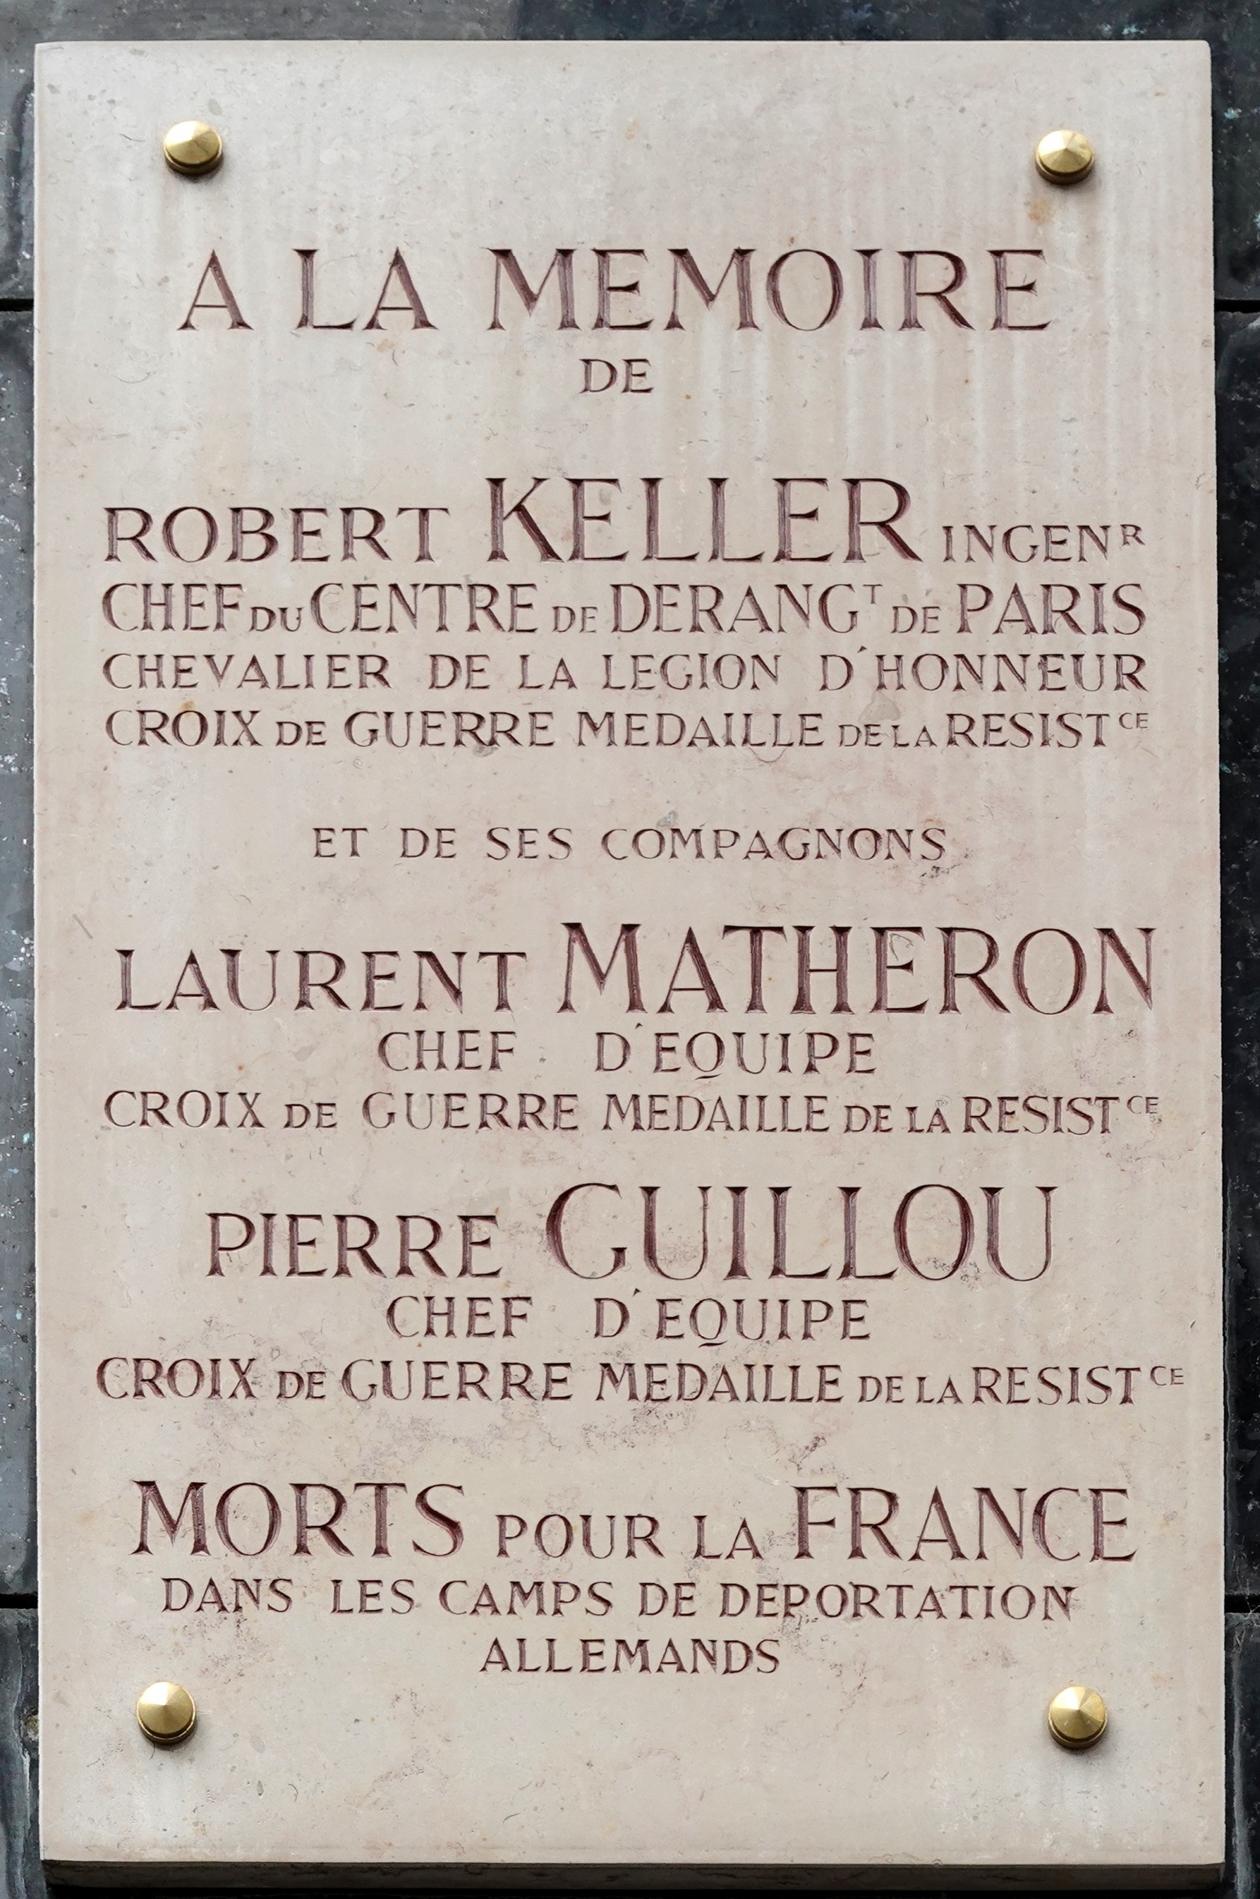 A LA MEMOIRE
DE
ROBERT KELLER INGENR
CHEF DU CENTRE DE DERANGT DE PARIS
CHEVALIER DE LA LEGION D'HONNEUR
CROIX DE GUERRE MEDAILLE DE LA RESISTCE
ET DE SES COMPAGNONS
LAURENT MATHERON
CHEF D'EQUIPE
CROIX DE GUERRE MEDAILLE DE LA RESISTCE
PIERRE GUILLOU
CHEF D'EQUIPE
CROIX DE GUERRE MEDAILLE DE LA RESISTCE
MORTS POUR LA FRANCE
DANS LES CAMPS DE DEPORTATION
ALLEMANDS